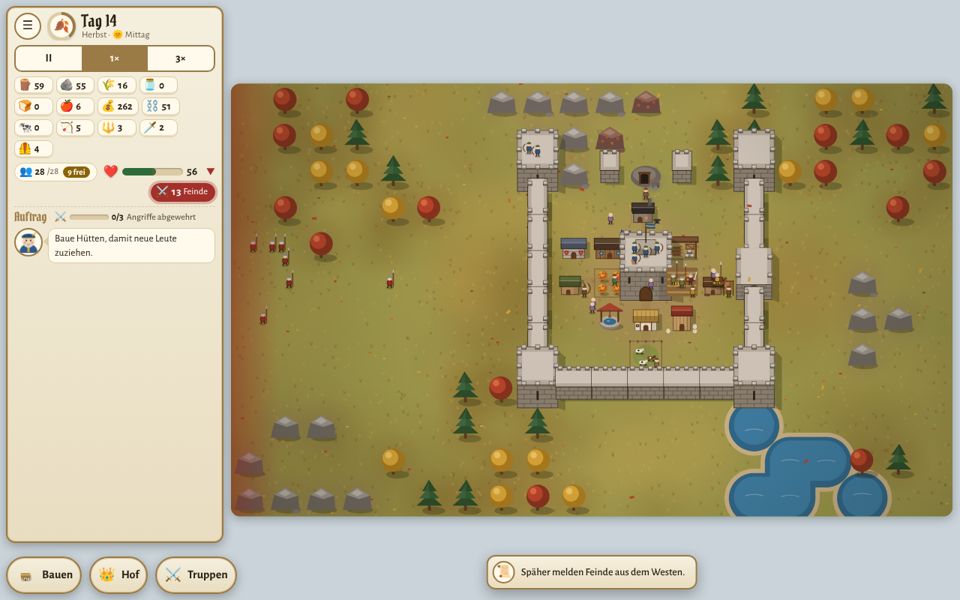 Tag 14
Herbst · Mittag
1× 3×
59 55 16 0
0 6 262 51
0 5 3 2
4
28 /28 9 frei 56
13 Feinde
Auftrag 0/3 Angriffe abgewehrt
Baue Hütten, damit neue Leute
zuziehen.
Bauen Hof Truppen
Späher melden Feinde aus dem Westen.